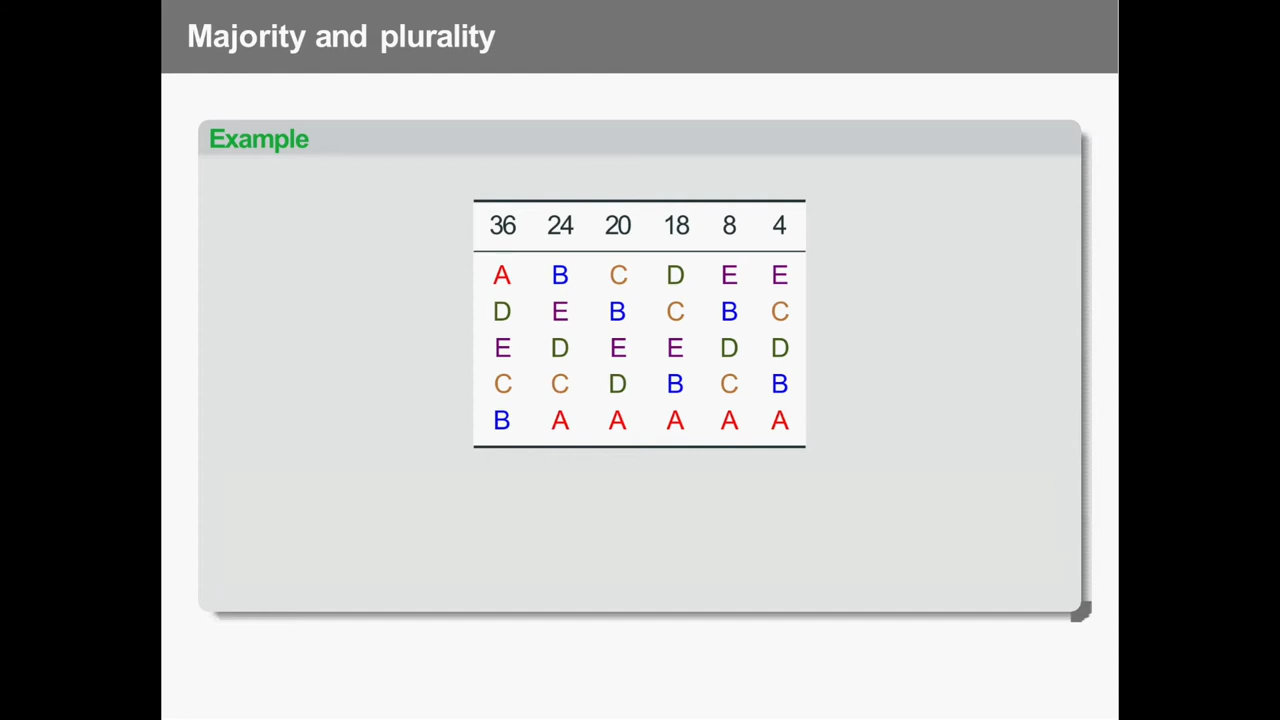 Majority and plurality
Example
36 24 20 18 8 4
A B C D E E
D E B C B C
E D E E D D
C C D B C B
B A A A A A